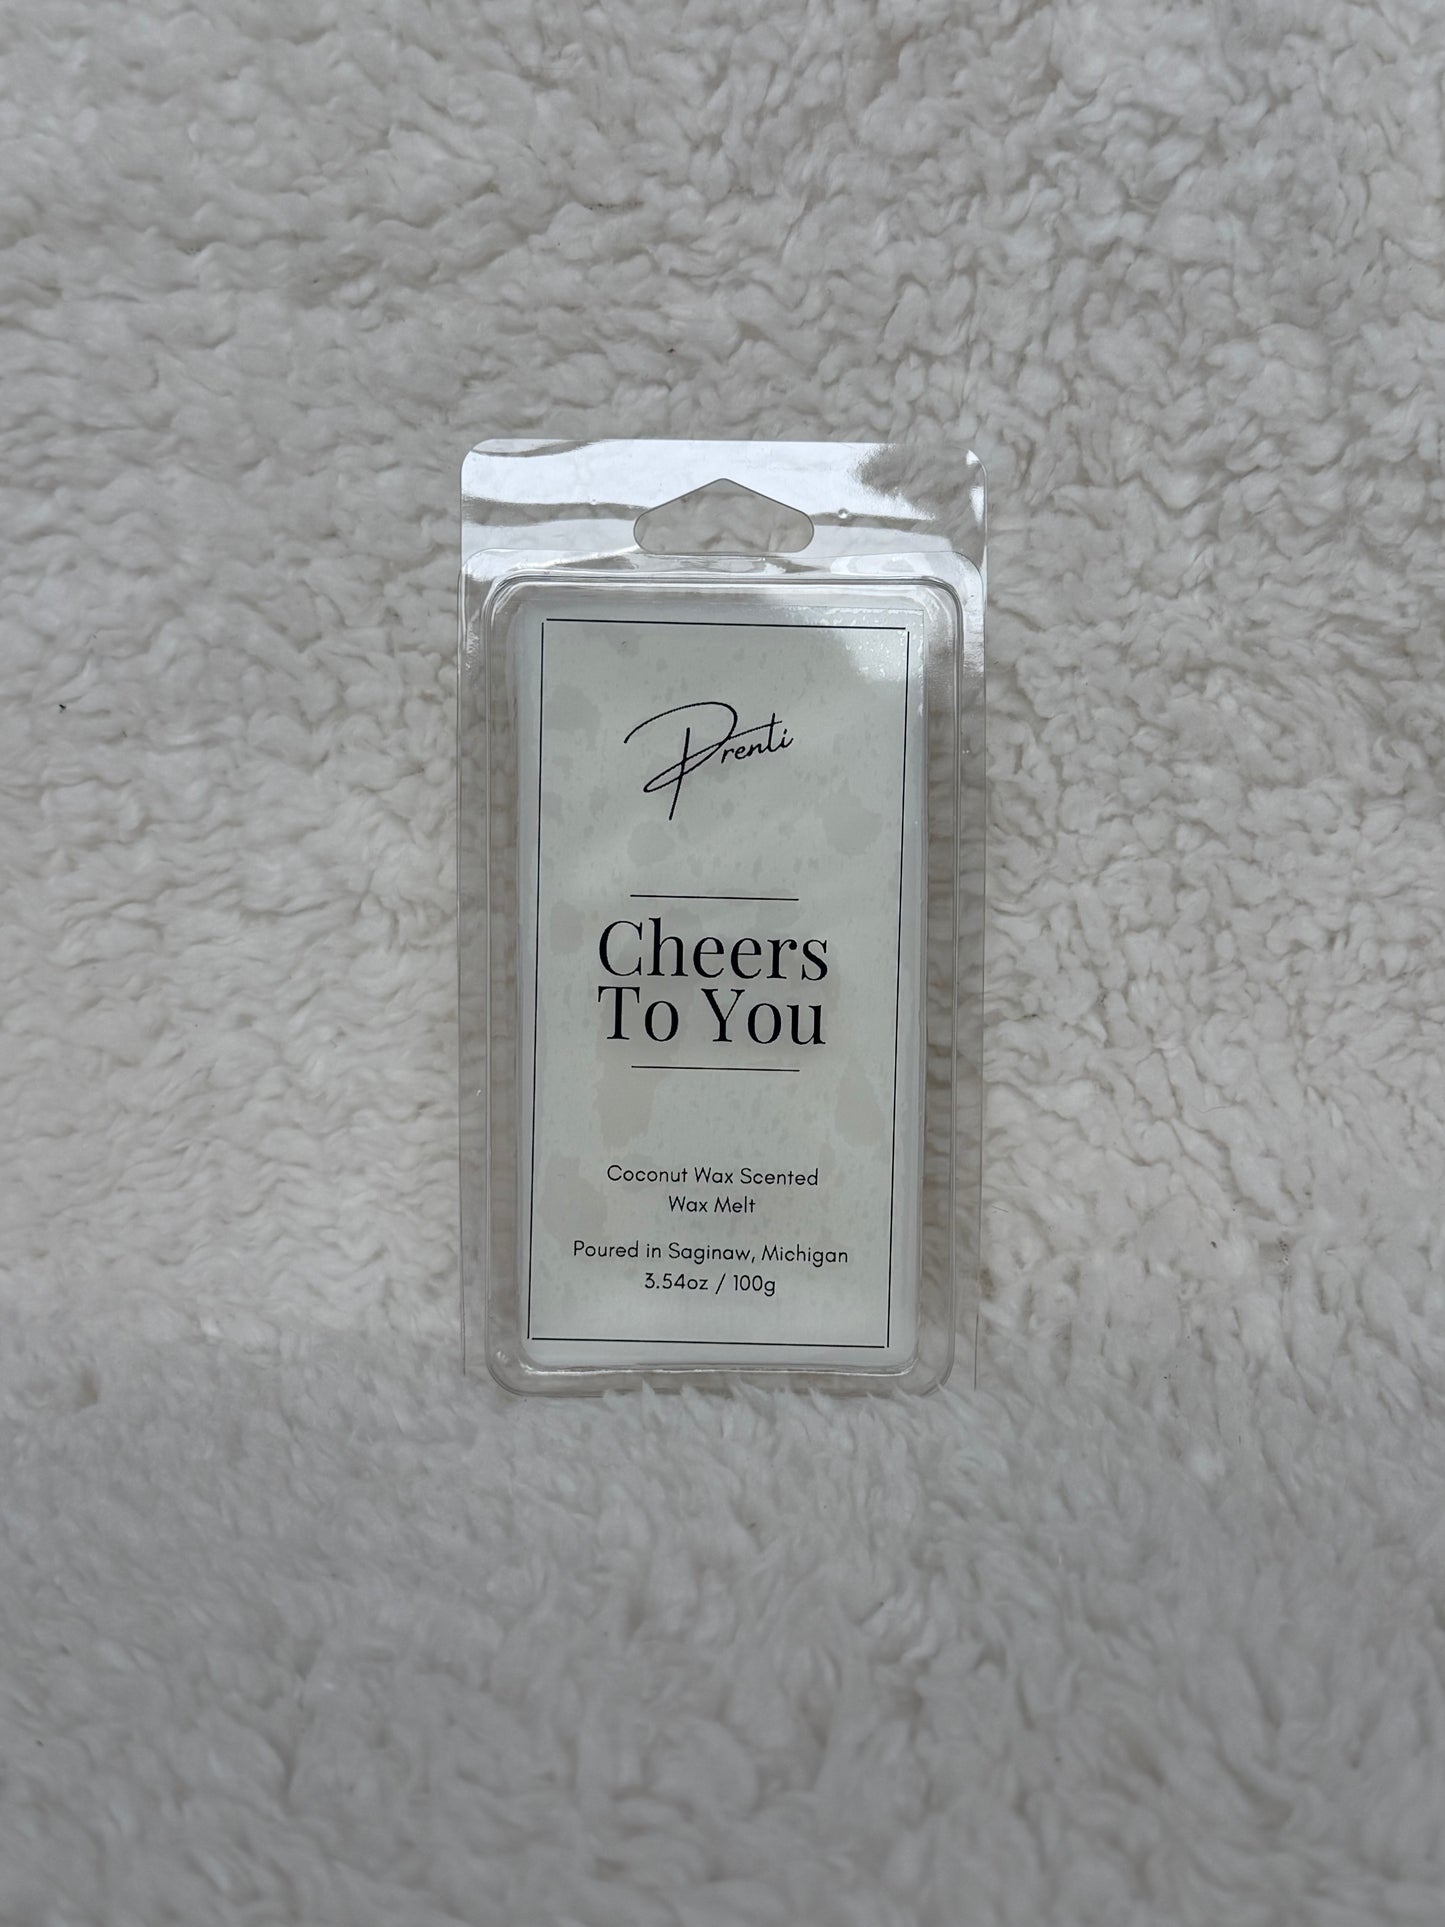 Prenti
Cheers
To You
Coconut Wax Scented
Wax Melt
Poured in Saginaw, Michigan
3.54oz / 100g